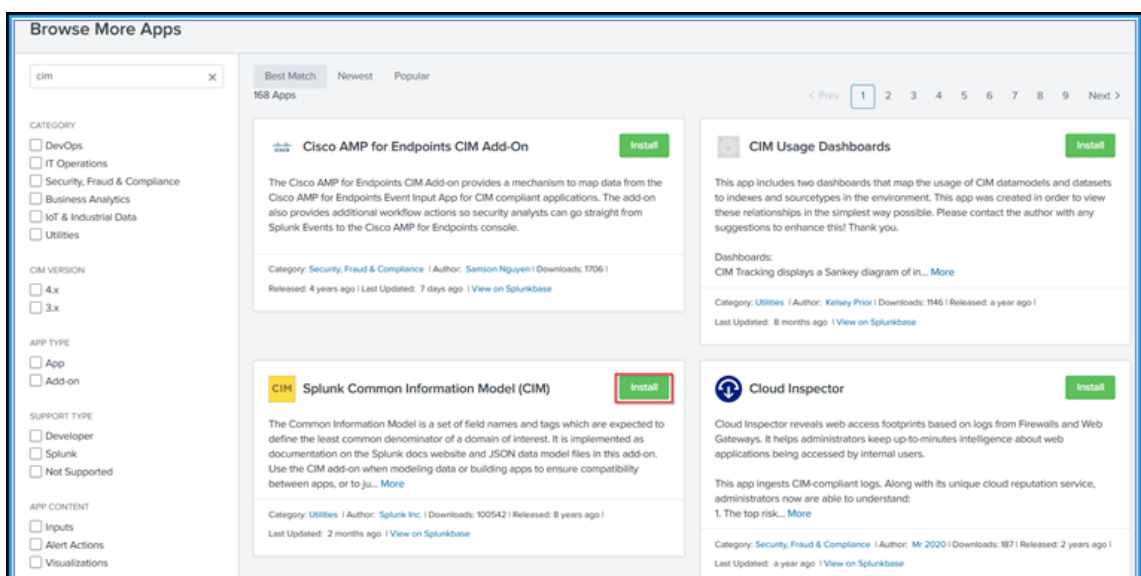 Browse More Apps
cim
Best Match Newest Popular
168 Apps
< Prev 1 2 3 4 5 6 7 8 9 Next >
CATEGORY
DevOps
IT Operations
Security, Fraud & Compliance
Business Analytics
IoT & Industrial Data
Utilities
CIM VERSION
4.x
3.x
APP TYPE
App
Add-on
SUPPORT TYPE
Developer
Splunk
Not Supported
APP CONTENT
Inputs
Alert Actions
Visualizations
Cisco AMP for Endpoints CIM Add-On
Install
The Cisco AMP for Endpoints CIM Add-on provides a mechanism to map data from the
Cisco AMP for Endpoints Event Input App for CIM compliant applications. The add-on
also provides additional workflow actions so security analysts can go straight from
Splunk Events to the Cisco AMP for Endpoints console.
Category: Security, Fraud & Compliance | Author: Samson Nguyen | Downloads: 1706 |
Released: 4 years ago | Last Updated: 7 days ago | View on Splunkbase
CIM Usage Dashboards
Install
This app includes two dashboards that map the usage of CIM datamodels and datasets
to indexes and sourcetypes in the environment. This app was created in order to view
these relationships in the simplest way possible. Please contact the author with any
suggestions to enhance this! Thank you.
Dashboards:
CIM Tracking displays a Sankey diagram of in... More
Category: Utilities | Author: Kelsey Prior | Downloads: 1146 | Released: a year ago |
Last Updated: 8 months ago | View on Splunkbase
CIM
Splunk Common Information Model (CIM)
Install
The Common Information Model is a set of field names and tags which are expected to
define the least common denominator of a domain of interest. It is implemented as
documentation on the Splunk docs website and JSON data model files in this add-on.
Use the CIM add-on when modeling data or building apps to ensure compatibility
between apps, or to ju... More
Category: Utilities | Author: Splunk Inc. | Downloads: 100542 | Released: 8 years ago |
Last Updated: 2 months ago | View on Splunkbase
Cloud Inspector
Install
Cloud Inspector reveals web access footprints based on logs from Firewalls and Web
Gateways. It helps administrators keep up-to-minutes intelligence about web
applications being accessed by internal users.
This app ingests CIM-compliant logs. Along with its unique cloud reputation service,
administrators now are able to understand:
1. The top risk... More
Category: Security, Fraud & Compliance | Author: Mr 2020 | Downloads: 187 | Released: 2 years ago |
Last Updated: a year ago | View on Splunkbase